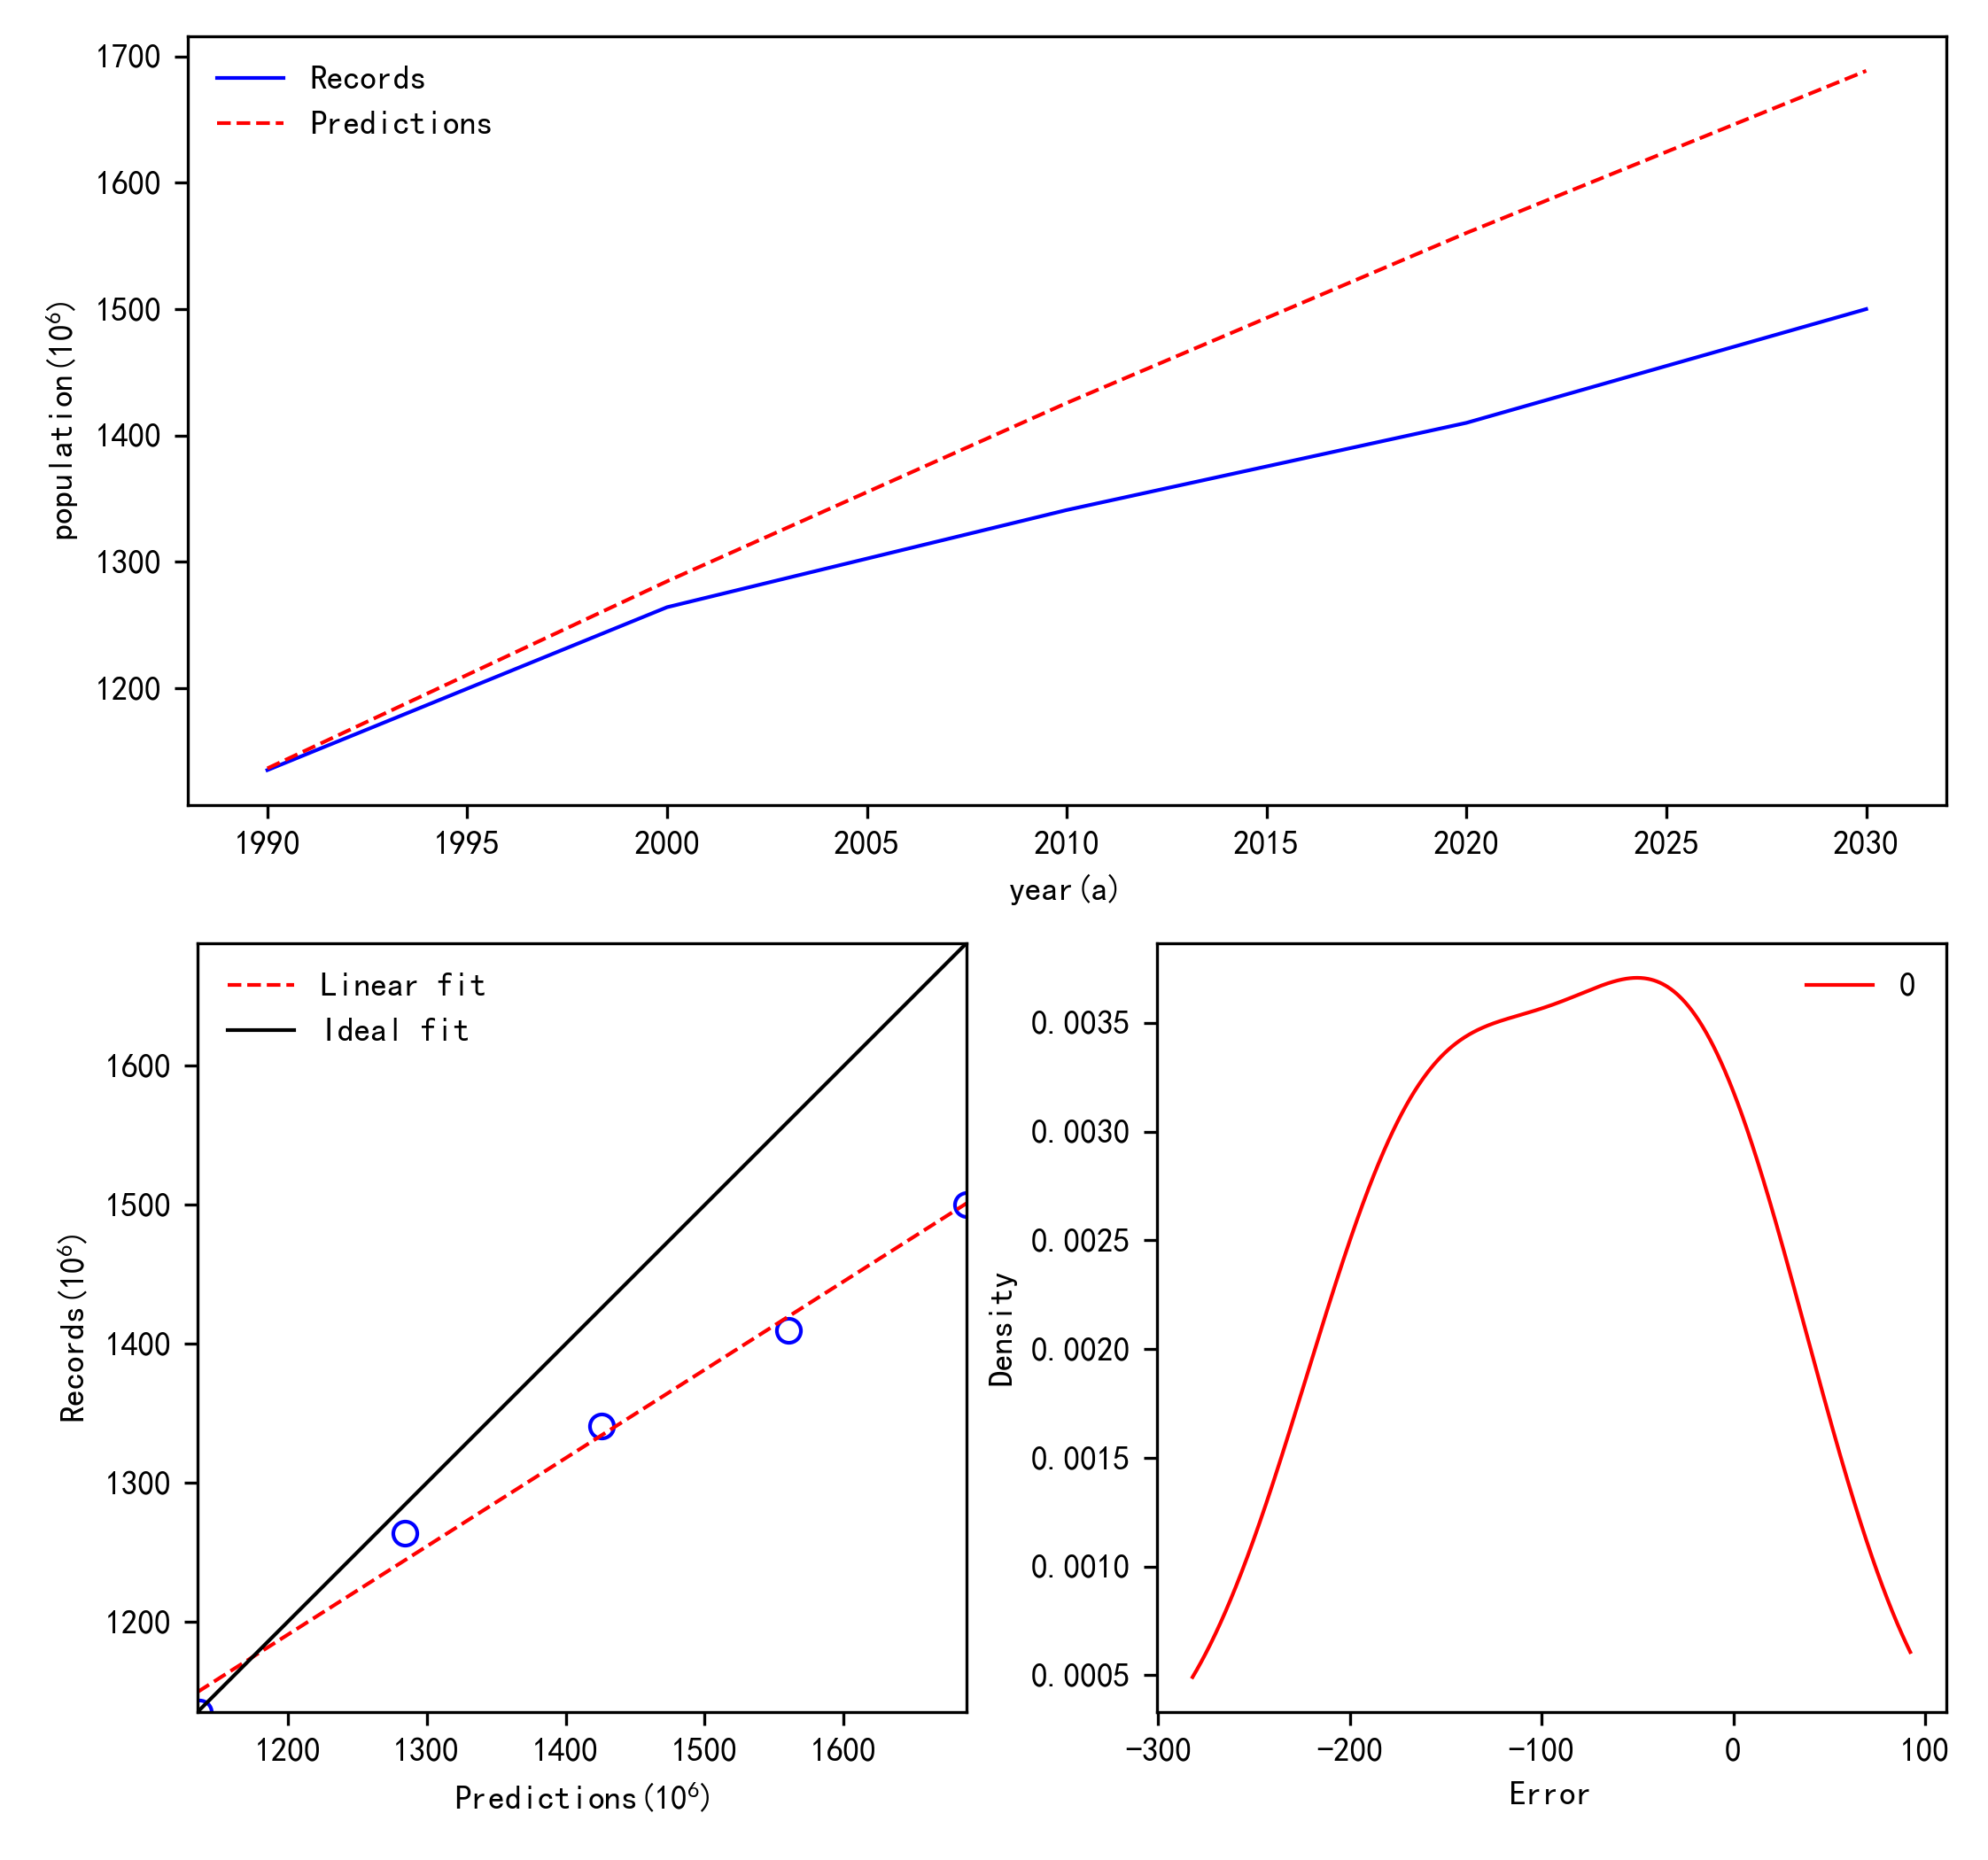 1700
1600
1500
1400
1300
1200
population(10⁶)
Records
Predictions
1990 1995 2000 2005 2010 2015 2020 2025 2030
year(a)
Linear fit
Ideal fit
1600
1500
1400
1300
1200
Records(10⁶)
1200 1300 1400 1500 1600
Predictions(10⁶)
0
0.0035
0.0030
0.0025
0.0020
0.0015
0.0010
0.0005
Density
-300 -200 -100 0 100
Error